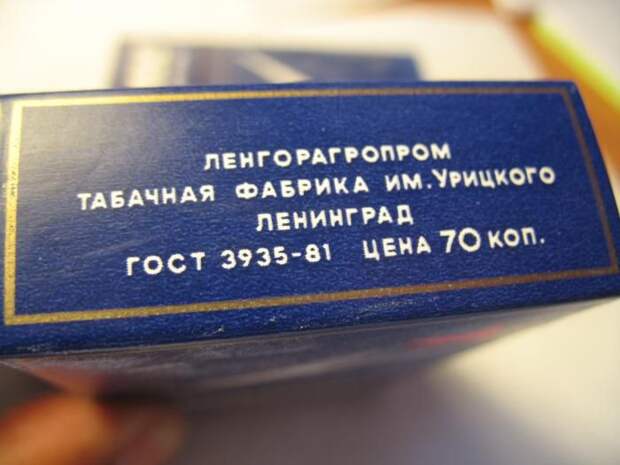 ЛЕНГОРАГРОПРОМ
ТАБАЧНАЯ ФАБРИКА ИМ. УРИЦКОГО
ЛЕНИНГРАД
ГОСТ 3935-81 ЦЕНА 70 КОП.